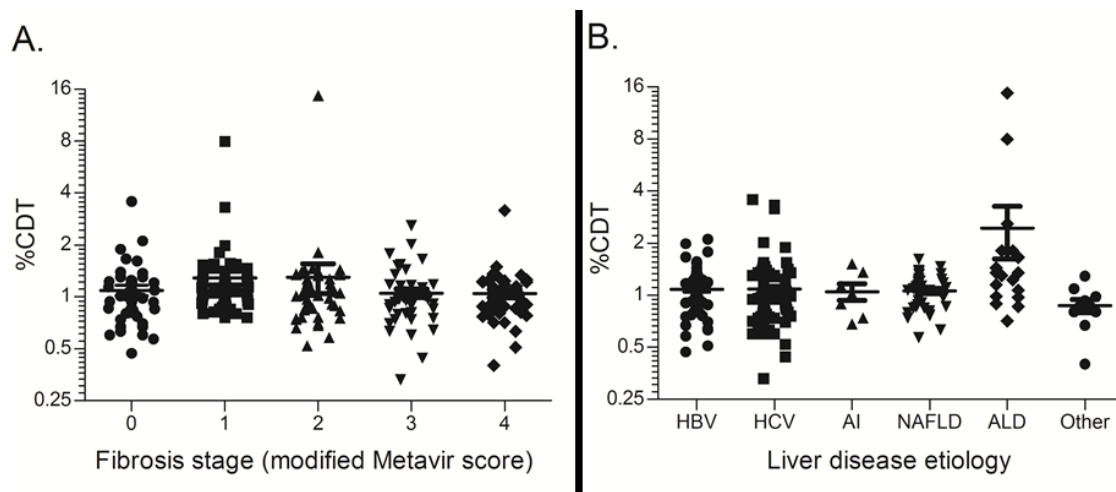 A.
16
8
4
2
1
0.5
0.25
%CDT
0 1 2 3 4
Fibrosis stage (modified Metavir score)
B.
16
8
4
2
1
0.5
0.25
%CDT
HBV HCV AI NAFLD ALD Other
Liver disease etiology